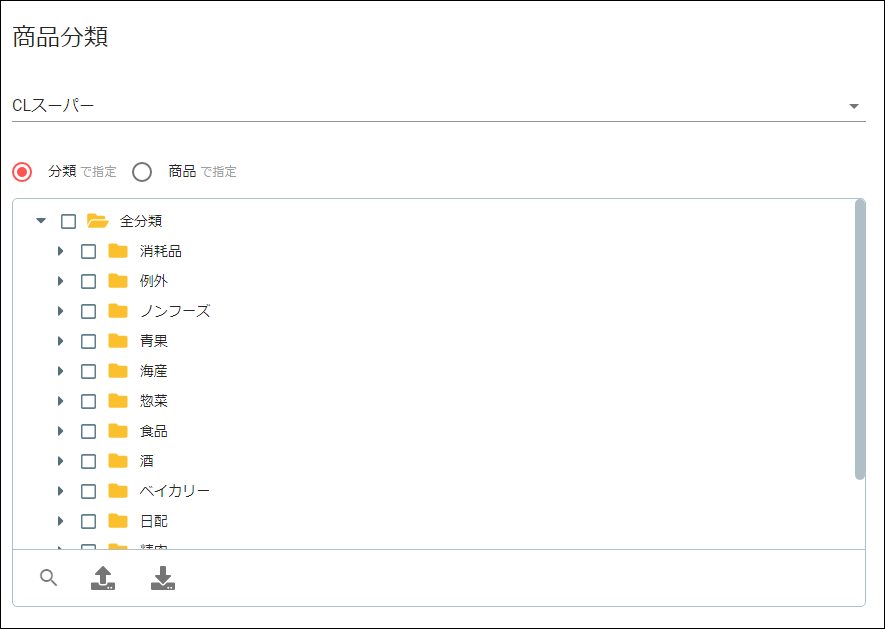 商品分類
CLスーパー
分類 で指定 商品 で指定
全分類
消耗品
例外
ノンフーズ
青果
海産
惣菜
食品
酒
ベイカリー
日配